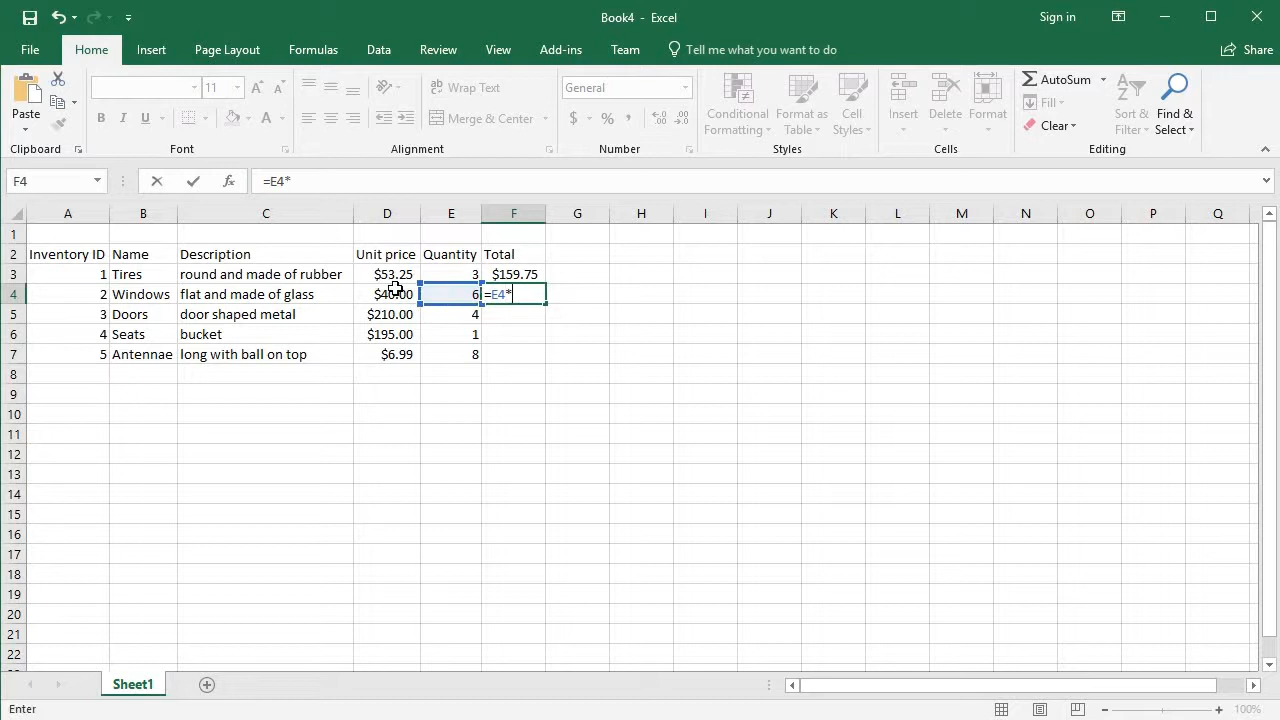 Book4 - Excel
Sign in
File Home Insert Page Layout Formulas Data Review View Add-ins Team Tell me what you want to do Share
Paste
Clipboard
11
B I U
Font
Wrap Text
Merge & Center
Alignment
General
$ % ,
Number
Conditional Formatting
Format as Table
Cell Styles
Styles
Insert Delete Format
Cells
AutoSum
Fill
Clear
Sort & Filter
Find & Select
Editing
F4 fx =E4*
A B C D E F G H I J K L M N O P Q
1
2 Inventory ID Name Description Unit price Quantity Total
3 1 Tires round and made of rubber $53.25 3 $159.75
4 2 Windows flat and made of glass $40.00 6 =E4*
5 3 Doors door shaped metal $210.00 4
6 4 Seats bucket $195.00 1
7 5 Antennae long with ball on top $6.99 8
8
9
10
11
12
13
14
15
16
17
18
19
20
21
22
Sheet1
Enter
100%